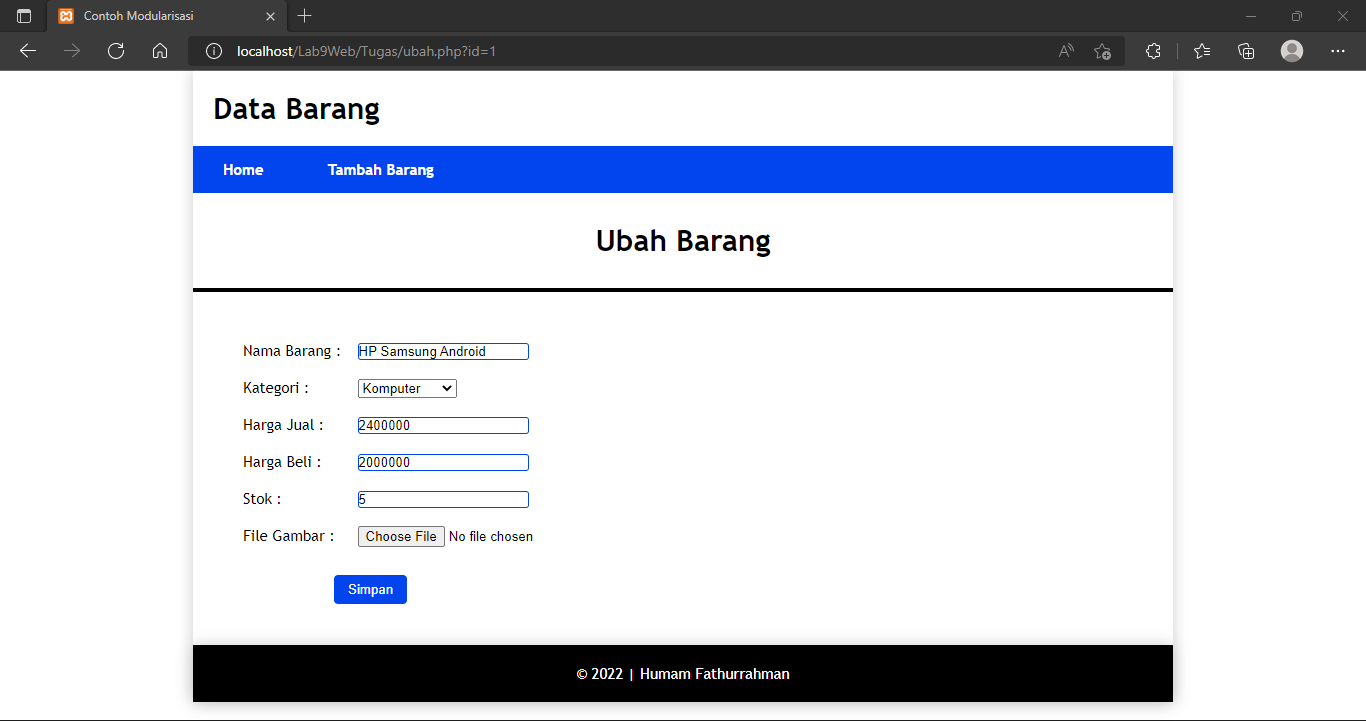 Contoh Modularisasi
localhost/Lab9Web/Tugas/ubah.php?id=1
Data Barang
Home Tambah Barang
Ubah Barang
Nama Barang : HP Samsung Android
Kategori : Komputer
Harga Jual : 2400000
Harga Beli : 2000000
Stok : 5
File Gambar : Choose File No file chosen
Simpan
© 2022 | Humam Fathurrahman